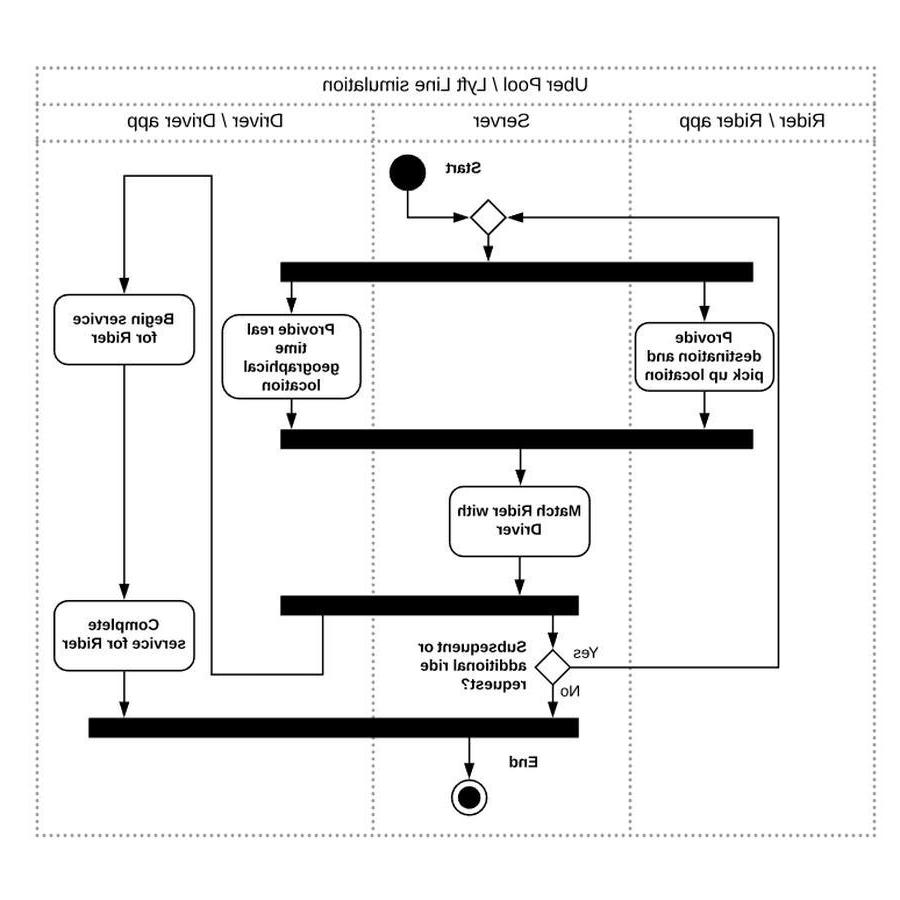 Uber Pool / Lyft Line simulation
Rider / Rider app
Server
Driver / Driver app
Start
Provide
destination and
pick up location
Provide real
time
geographical
location
Begin service
for Rider
Match Rider with
Driver
Subsequent or
additional ride
request?
Yes
No
Complete
service for Rider
End